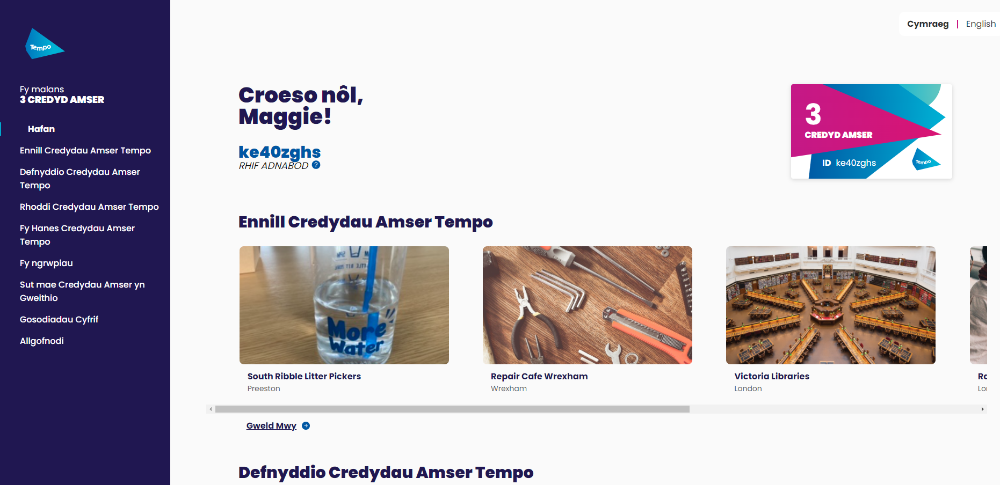 Tempo
Fy malans
3 CREDYD AMSER
Hafan
Ennill Credydau Amser Tempo
Defnyddio Credydau Amser
Tempo
Rhoddi Credydau Amser Tempo
Fy Hanes Credydau Amser
Tempo
Fy ngrwpiau
Sut mae Credydau Amser yn
Gweithio
Gosodiadau Cyfrif
Allgofnodi
Cymraeg | English
Croeso nôl,
Maggie!
ke40zghs
RHIF ADNABOD ?
3
CREDYD AMSER
ID ke40zghs
Tempo
Ennill Credydau Amser Tempo
More
Water
South Ribble Litter Pickers
Preeston
Repair Cafe Wrexham
Wrexham
Victoria Libraries
London
Gweld Mwy
Defnyddio Credydau Amser Tempo